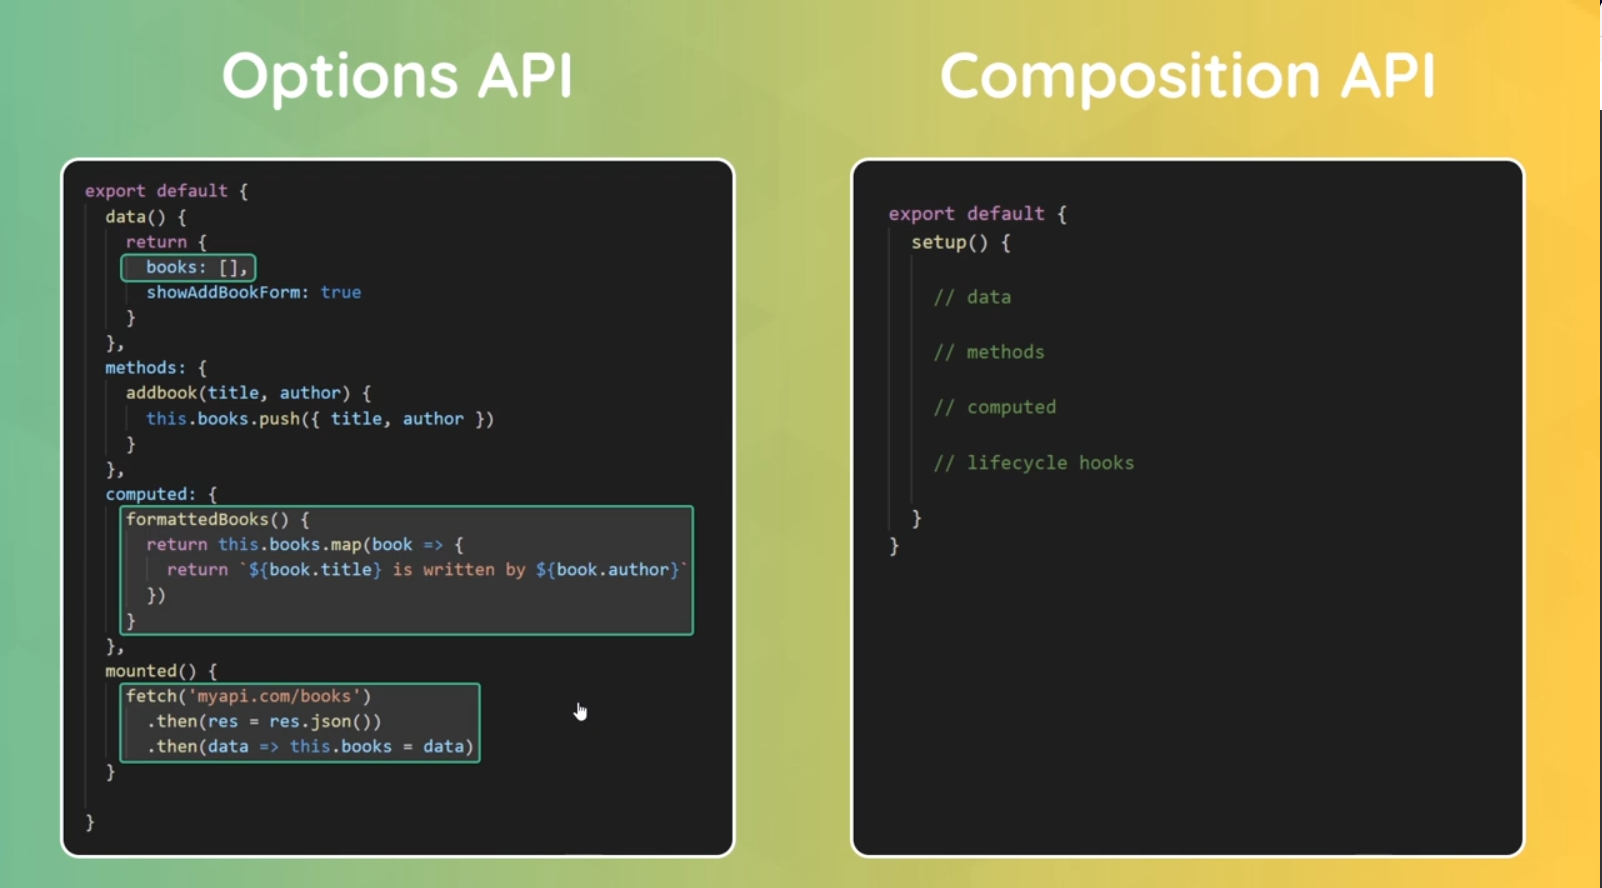 Options API
export default {
data() {
return {
books: [],
showAddBookForm: true
}
},
methods: {
addbook(title, author) {
this.books.push({ title, author })
}
},
computed: {
formattedBooks() {
return this.books.map(book => {
return `${book.title} is written by ${book.author}`
})
}
},
mounted() {
fetch('myapi.com/books')
.then(res = res.json())
.then(data => this.books = data)
}
}
Composition API
export default {
setup() {
// data
// methods
// computed
// lifecycle hooks
}
}